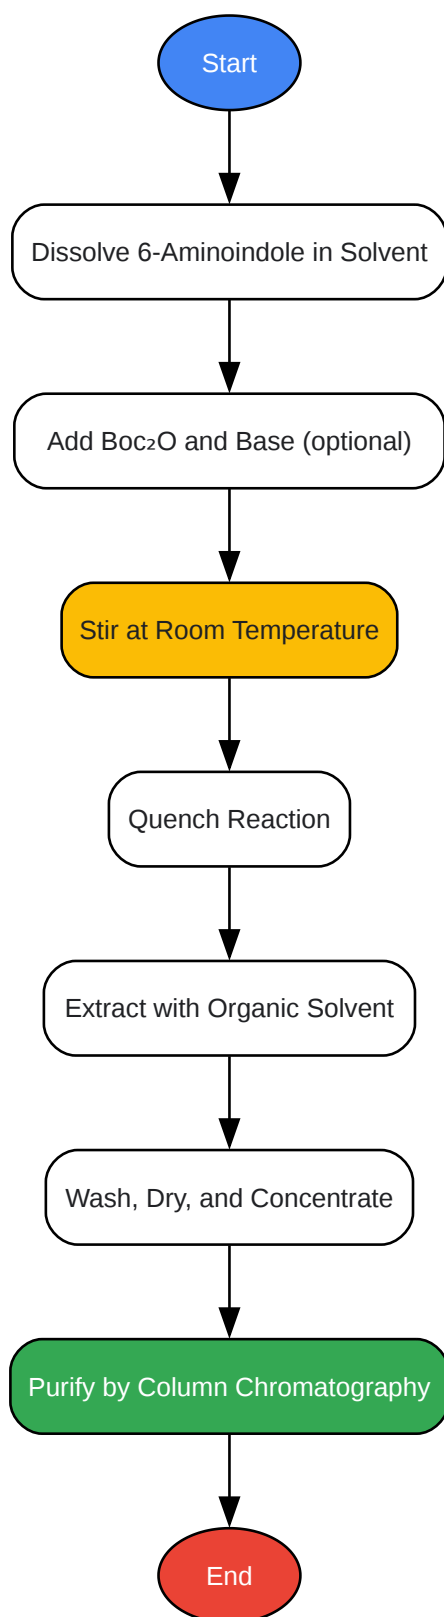 Start
Dissolve 6-Aminoindole in Solvent
Add Boc₂O and Base (optional)
Stir at Room Temperature
Quench Reaction
Extract with Organic Solvent
Wash, Dry, and Concentrate
Purify by Column Chromatography
End